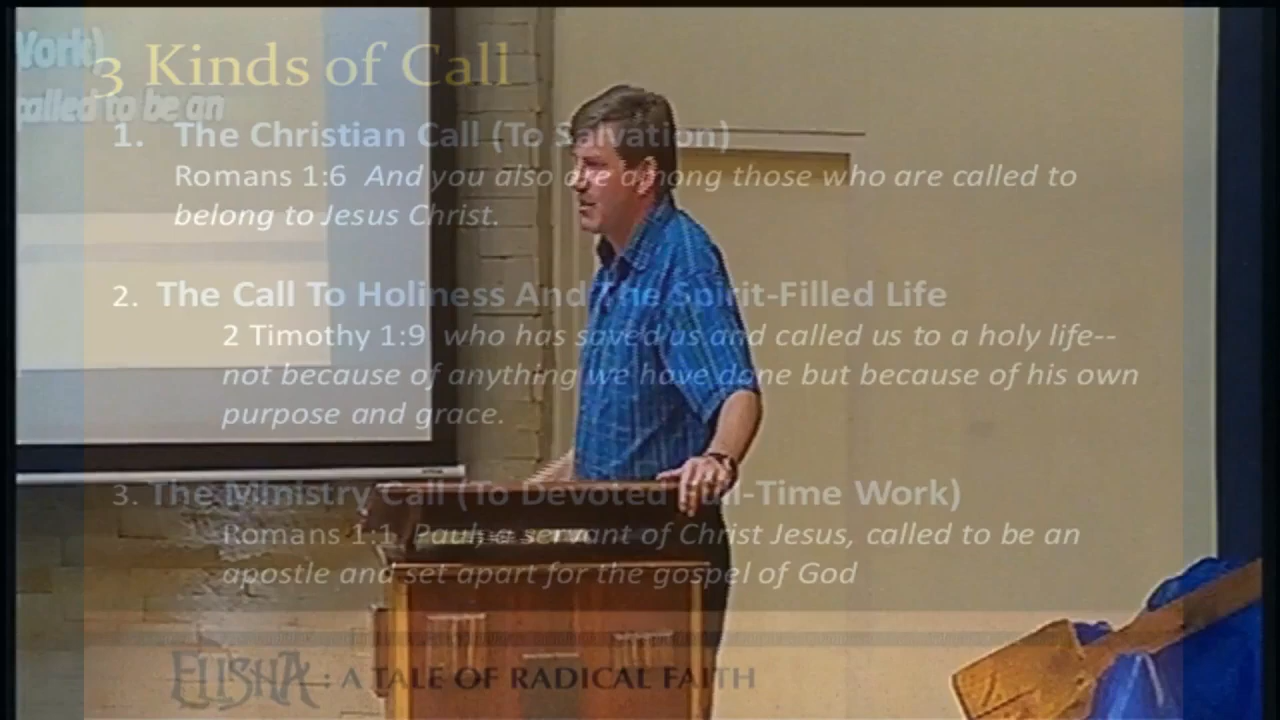 Work)
called to be an
3 Kinds of Call
1. The Christian Call (To Salvation)
Romans 1:6 And you also are among those who are called to
belong to Jesus Christ.
2. The Call To Holiness And The Spirit-Filled Life
2 Timothy 1:9 who has saved us and called us to a holy life--
not because of anything we have done but because of his own
purpose and grace.
3. The Ministry Call (To Devoted Full-Time Work)
Romans 1:1 Paul, a servant of Christ Jesus, called to be an
apostle and set apart for the gospel of God
ELISHA: A TALE OF RADICAL FAITH